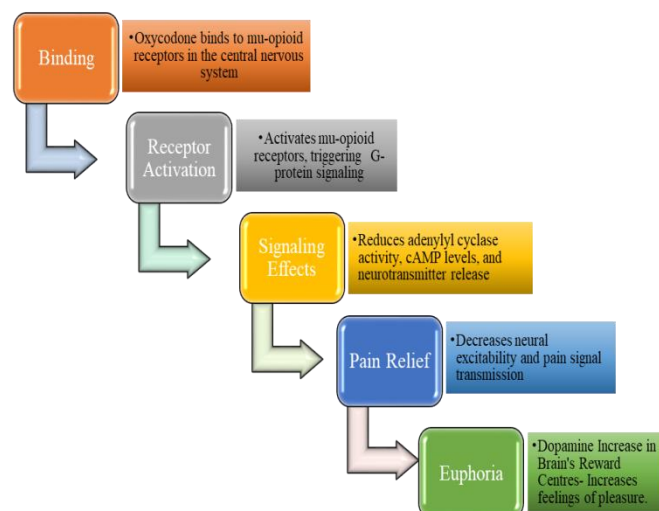 Binding
•Oxycodone binds to mu-opioid
receptors in the central nervous
system
Receptor
Activation
•Activates mu-opioid
receptors, triggering G-
protein signaling
Signaling
Effects
•Reduces adenylyl cyclase
activity, cAMP levels, and
neurotransmitter release
Pain Relief
•Decreases neural
excitability and pain signal
transmission
Euphoria
•Dopamine Increase in
Brain's Reward
Centres- Increases
feelings of pleasure.